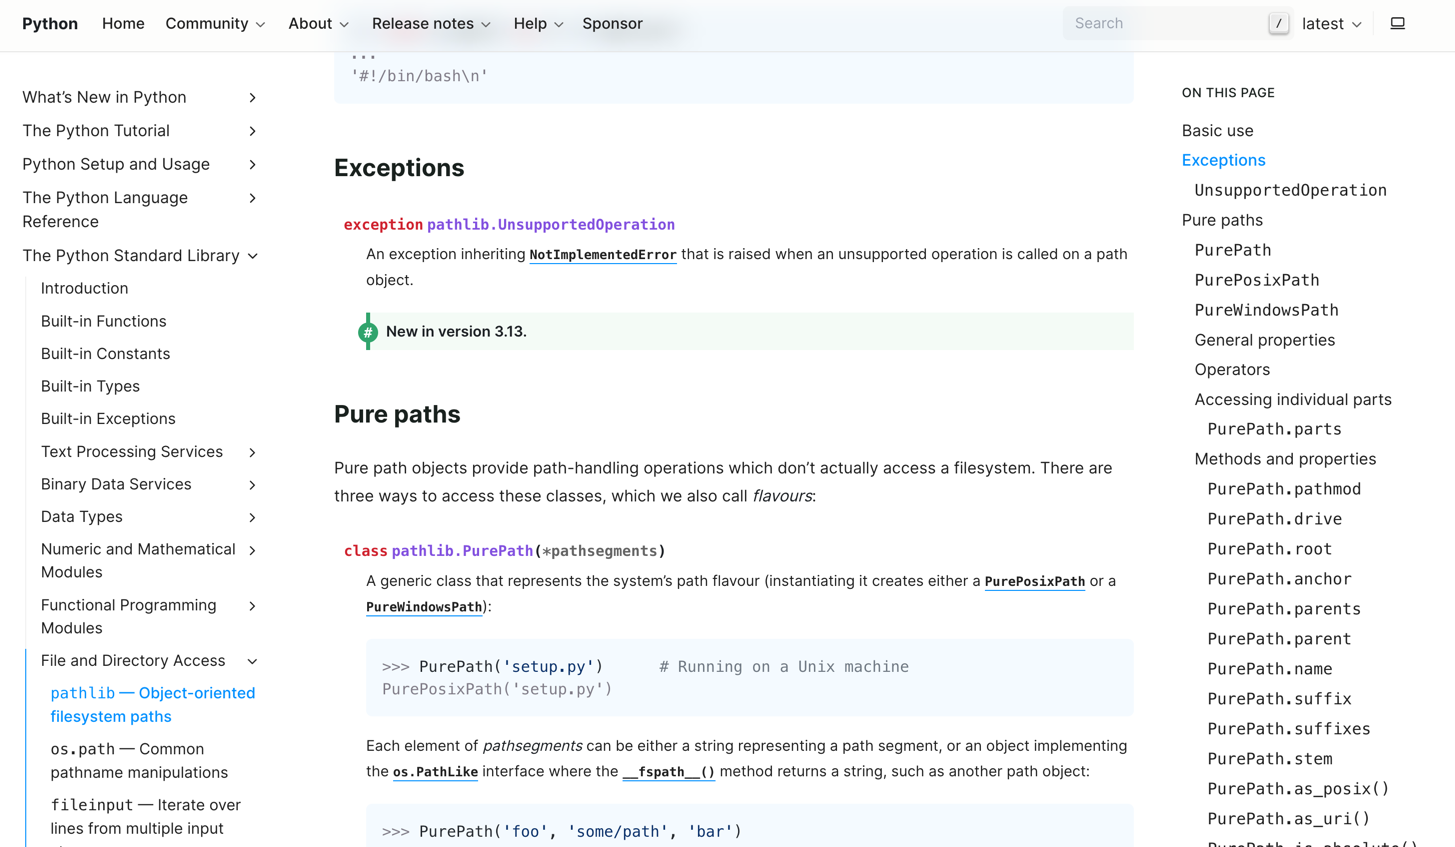 Python Home Community About Release notes Help Sponsor Search / latest
What's New in Python
The Python Tutorial
Python Setup and Usage
The Python Language
Reference
The Python Standard Library
Introduction
Built-in Functions
Built-in Constants
Built-in Types
Built-in Exceptions
Text Processing Services
Binary Data Services
Data Types
Numeric and Mathematical
Modules
Functional Programming
Modules
File and Directory Access
pathlib — Object-oriented
filesystem paths
os.path — Common
pathname manipulations
fileinput — Iterate over
lines from multiple input
...
'#!/bin/bash\n'
Exceptions
exception pathlib.UnsupportedOperation
An exception inheriting NotImplementedError that is raised when an unsupported operation is called on a path
object.
# New in version 3.13.
Pure paths
Pure path objects provide path-handling operations which don't actually access a filesystem. There are
three ways to access these classes, which we also call flavours:
class pathlib.PurePath(*pathsegments)
A generic class that represents the system's path flavour (instantiating it creates either a PurePosixPath or a
PureWindowsPath):
>>> PurePath('setup.py')      # Running on a Unix machine
PurePosixPath('setup.py')
Each element of pathsegments can be either a string representing a path segment, or an object implementing
the os.PathLike interface where the __fspath__() method returns a string, such as another path object:
>>> PurePath('foo', 'some/path', 'bar')
ON THIS PAGE
Basic use
Exceptions
UnsupportedOperation
Pure paths
PurePath
PurePosixPath
PureWindowsPath
General properties
Operators
Accessing individual parts
PurePath.parts
Methods and properties
PurePath.pathmod
PurePath.drive
PurePath.root
PurePath.anchor
PurePath.parents
PurePath.parent
PurePath.name
PurePath.suffix
PurePath.suffixes
PurePath.stem
PurePath.as_posix()
PurePath.as_uri()